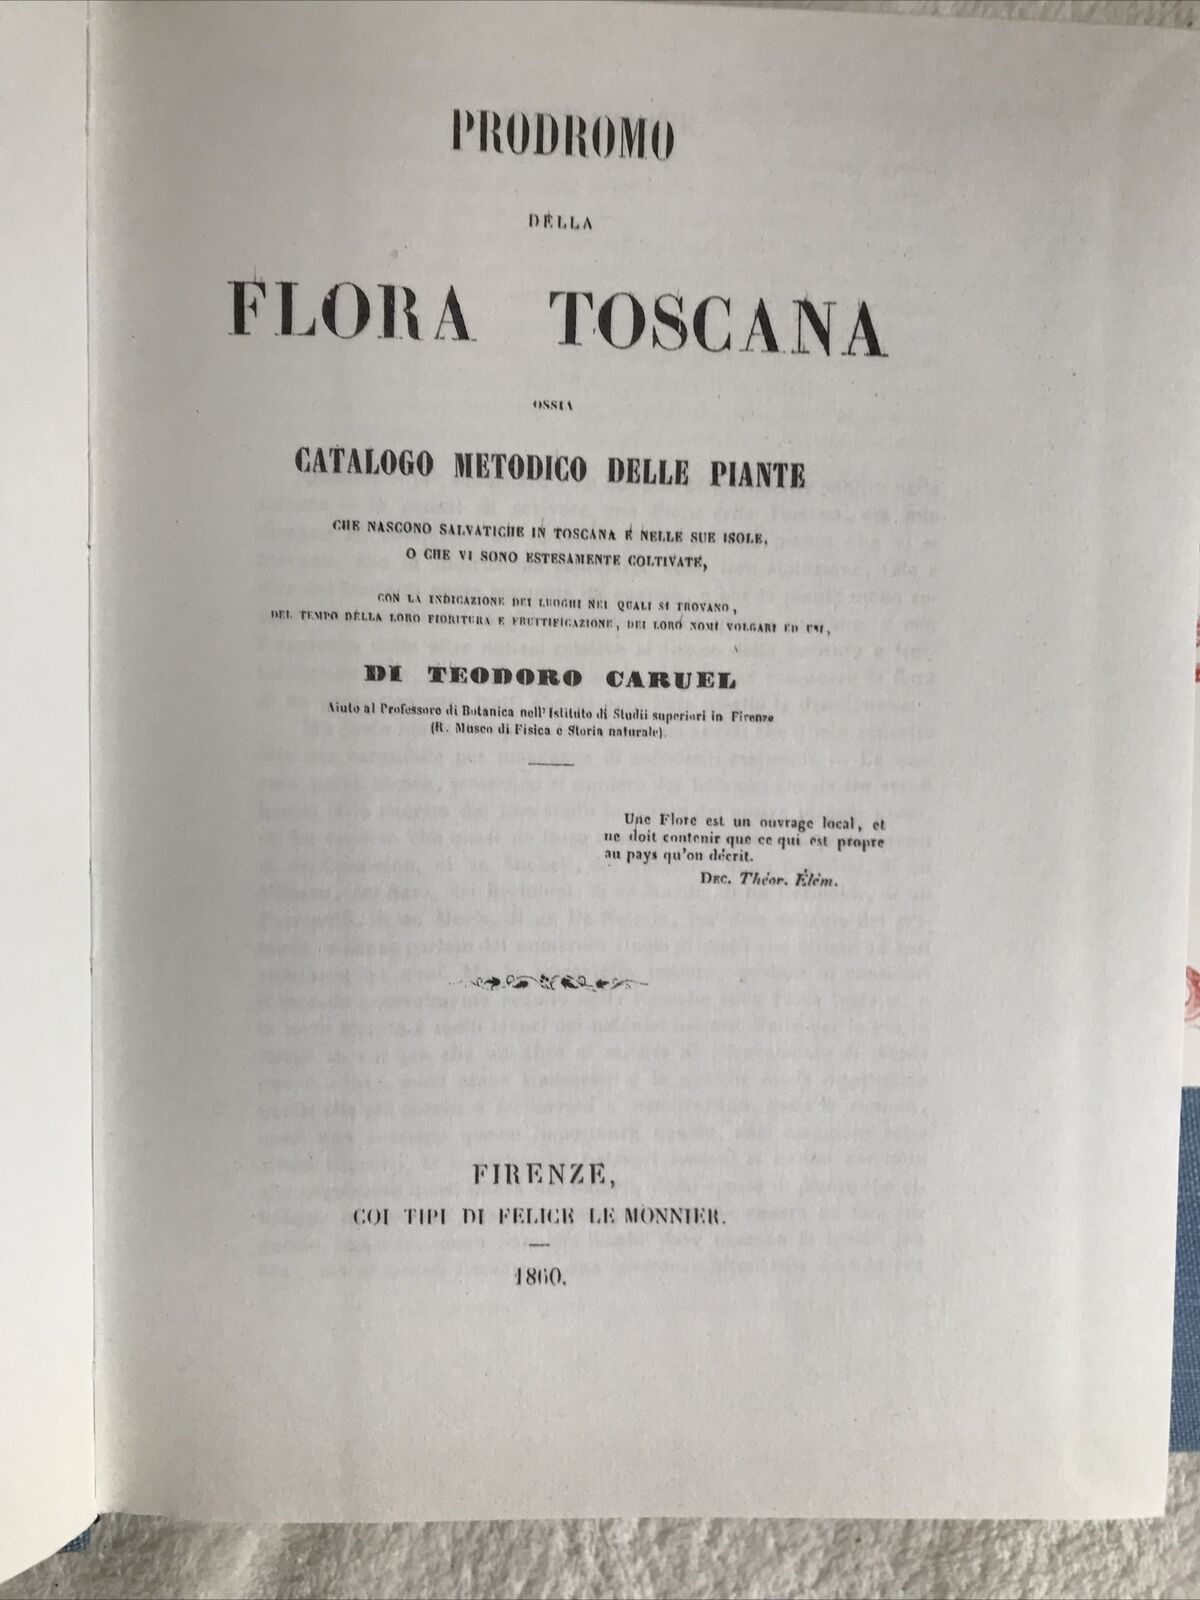 PRODROMO
DELLA
FLORA TOSCANA
OSSIA
CATALOGO METODICO DELLE PIANTE
CHE NASCONO SALVATICHE IN TOSCANA E NELLE SUE ISOLE,
O CHE VI SONO ESTESAMENTE COLTIVATE,
CON LA INDICAZIONE DEI LUOGHI NEI QUALI SI TROVANO,
DEL TEMPO DELLA LORO FIORITURA E FRUTTIFICAZIONE, DEI LORO NOMI VOLGARI ED USI,
DI TEODORO CARUEL
Aiuto al Professore di Botanica nell' Istituto di Studii superiori in Firenze
(R. Museo di Fisica e Storia naturale).
Une Flore est un ouvrage local, et
ne doit contenir que ce qui est propre
au pays qu'on décrit.
DEC. Théor. Élém.
FIRENZE,
COI TIPI DI FELICE LE MONNIER.
1860.